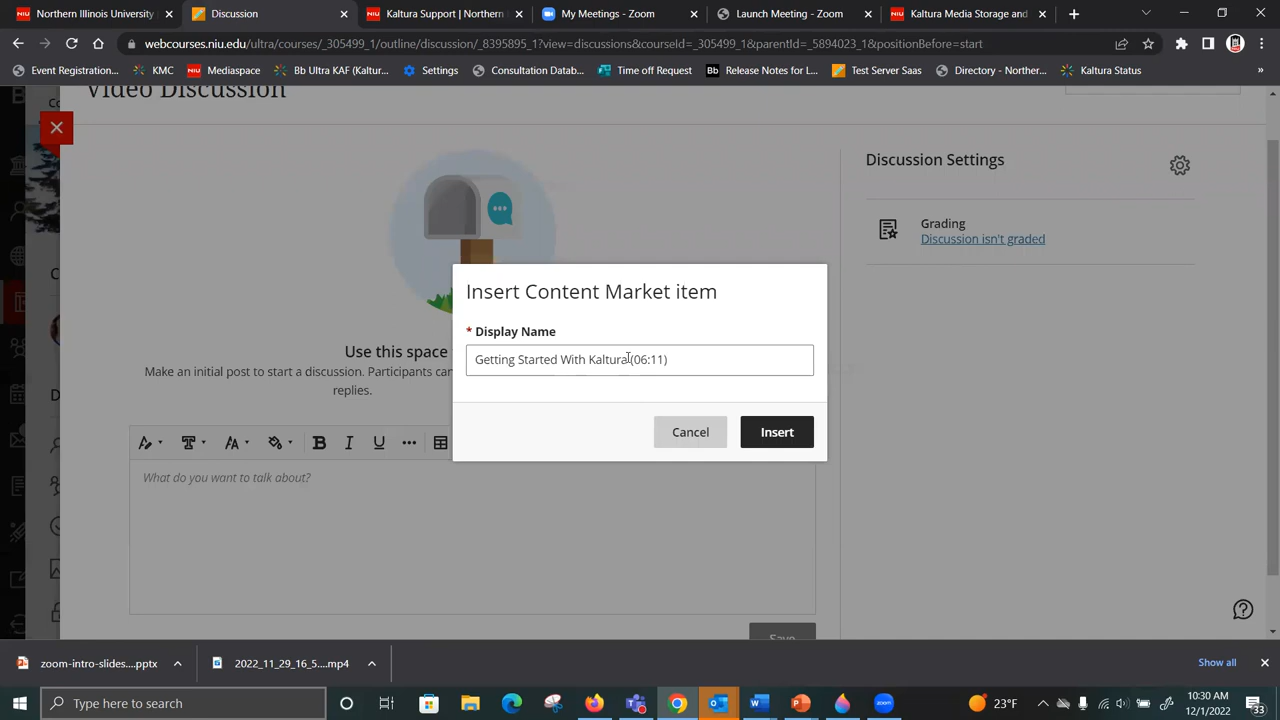 Northern Illinois University
Discussion
Kaltura Support | Northern
My Meetings - Zoom
Launch Meeting - Zoom
Kaltura Media Storage and
webcourses.niu.edu/ultra/courses/_305499_1/outline/discussion/_8395895_1?view=discussions&courseId=_305499_1&parentId=_5894023_1&positionBefore=start
Event Registration...
KMC
Mediaspace
Bb Ultra KAF (Kaltur...
Settings
Consultation Datab...
Time off Request
Bb Release Notes for L...
Test Server Saas
Directory - Norther...
Kaltura Status
»
Video Discussion
Discussion Settings
Grading
Discussion isn't graded
Use this space
Make an initial post to start a discussion. Participants can
replies.
Insert Content Market item
* Display Name
Getting Started With Kaltura (06:11)
Cancel
Insert
B I U
What do you want to talk about?
Save
zoom-intro-slides....pptx
2022_11_29_16_5....mp4
Show all
Type here to search
23°F
10:30 AM
12/1/2022
33